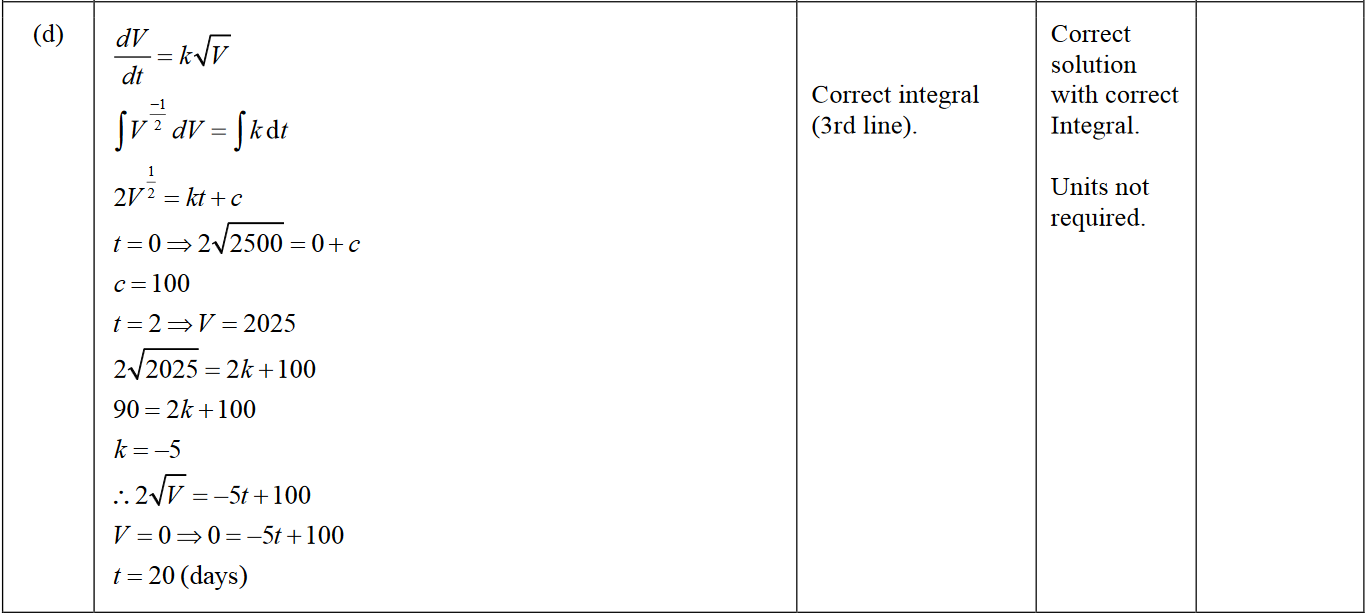 (d)
dV/dt = k√V
∫V^(-1/2) dV = ∫k dt
2V^(1/2) = kt + c
t = 0 ⇒ 2√2500 = 0 + c
c = 100
t = 2 ⇒ V = 2025
2√2025 = 2k + 100
90 = 2k + 100
k = –5
∴ 2√V = –5t + 100
V = 0 ⇒ 0 = –5t + 100
t = 20 (days)
Correct integral
(3rd line).
Correct
solution
with correct
Integral.
Units not
required.